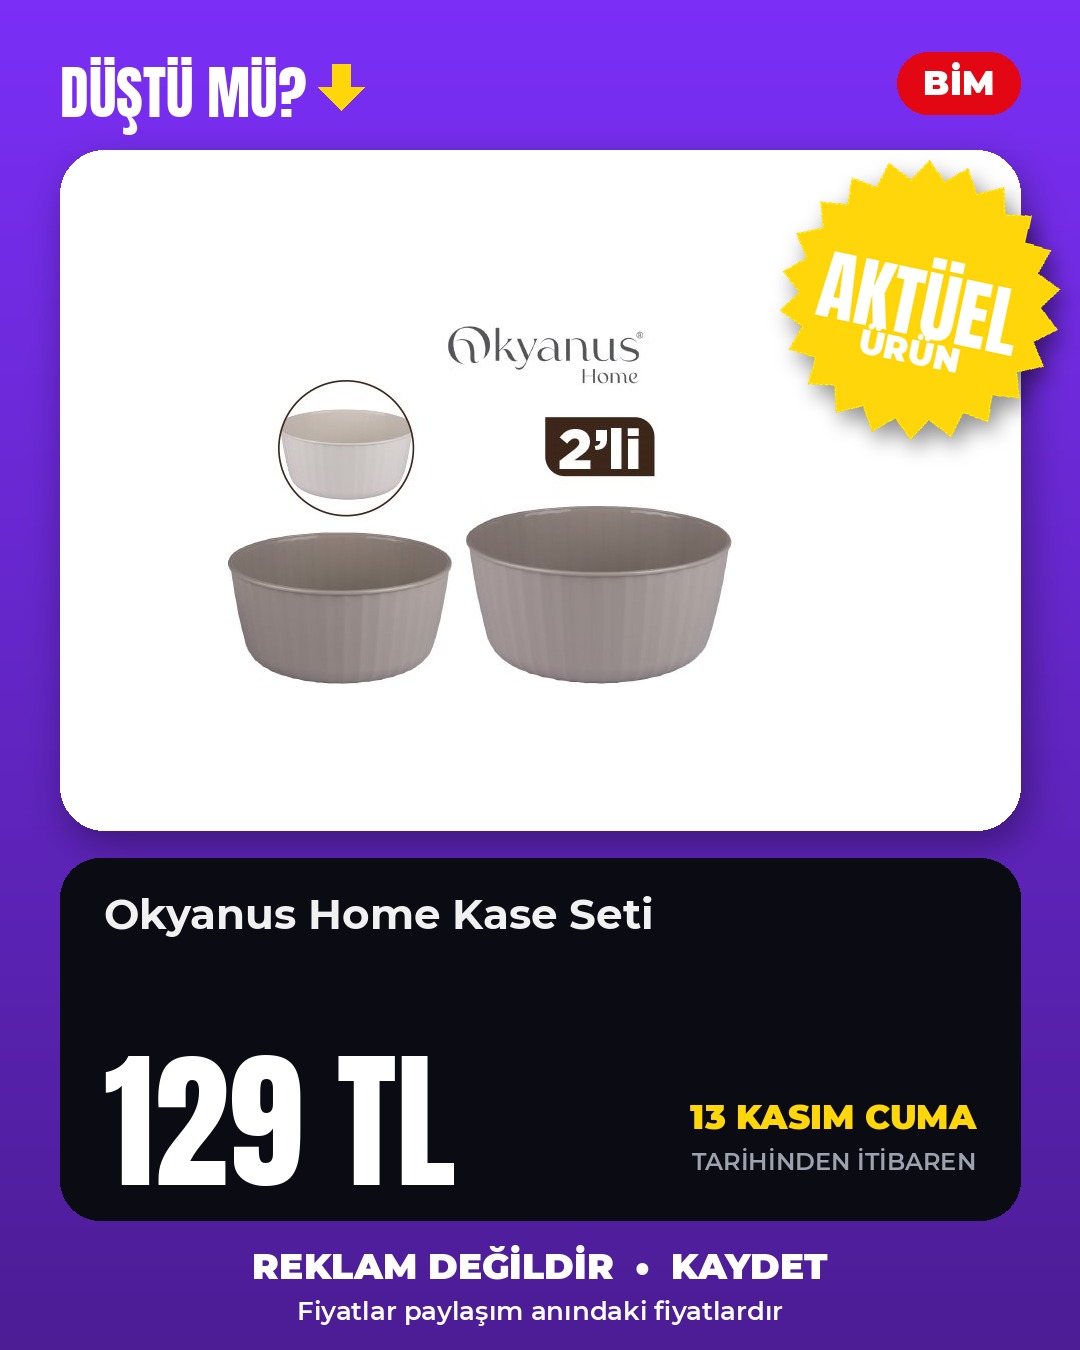 DÜŞTÜ MÜ?
BİM
AKTÜEL
ÜRÜN
Okyanus®
Home
2'li
Okyanus Home Kase Seti
129 TL
13 KASIM CUMA
TARİHİNDEN İTİBAREN
REKLAM DEĞİLDİR • KAYDET
Fiyatlar paylaşım anındaki fiyatlardır